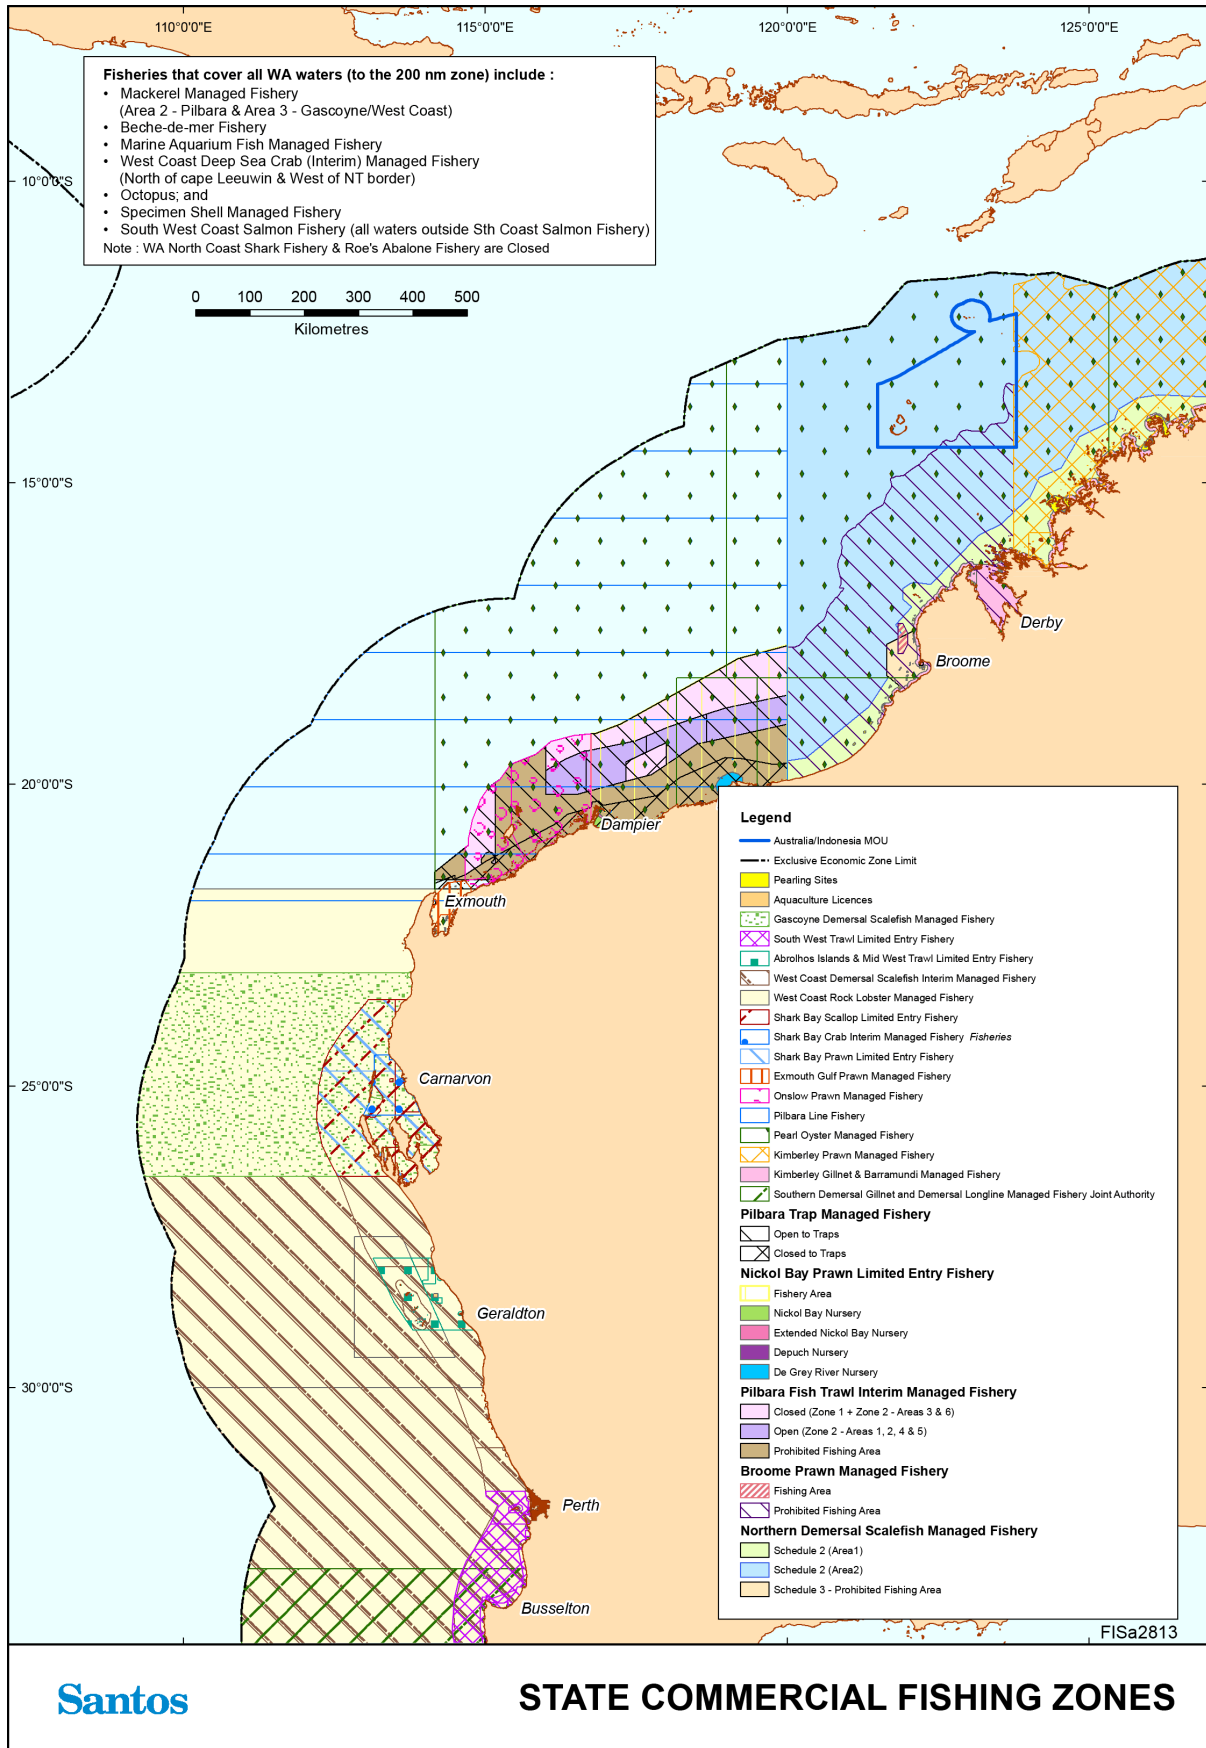 110°0'0"E 115°0'0"E 120°0'0"E 125°0'0"E
Fisheries that cover all WA waters (to the 200 nm zone) include :
• Mackerel Managed Fishery
(Area 2 - Pilbara & Area 3 - Gascoyne/West Coast)
• Beche-de-mer Fishery
• Marine Aquarium Fish Managed Fishery
• West Coast Deep Sea Crab (Interim) Managed Fishery
(North of cape Leeuwin & West of NT border)
• Octopus; and
• Specimen Shell Managed Fishery
• South West Coast Salmon Fishery (all waters outside Sth Coast Salmon Fishery)
Note : WA North Coast Shark Fishery & Roe's Abalone Fishery are Closed
0 100 200 300 400 500
Kilometres
10°0'0"S
15°0'0"S
20°0'0"S
25°0'0"S
30°0'0"S
Derby
Broome
Dampier
Exmouth
Carnarvon
Geraldton
Perth
Busselton
Legend
Australia/Indonesia MOU
Exclusive Economic Zone Limit
Pearling Sites
Aquaculture Licences
Gascoyne Demersal Scalefish Managed Fishery
South West Trawl Limited Entry Fishery
Abrolhos Islands & Mid West Trawl Limited Entry Fishery
West Coast Demersal Scalefish Interim Managed Fishery
West Coast Rock Lobster Managed Fishery
Shark Bay Scallop Limited Entry Fishery
Shark Bay Crab Interim Managed Fishery Fisheries
Shark Bay Prawn Limited Entry Fishery
Exmouth Gulf Prawn Managed Fishery
Onslow Prawn Managed Fishery
Pilbara Line Fishery
Pearl Oyster Managed Fishery
Kimberley Prawn Managed Fishery
Kimberley Gillnet & Barramundi Managed Fishery
Southern Demersal Gillnet and Demersal Longline Managed Fishery Joint Authority
Pilbara Trap Managed Fishery
Open to Traps
Closed to Traps
Nickol Bay Prawn Limited Entry Fishery
Fishery Area
Nickol Bay Nursery
Extended Nickol Bay Nursery
Depuch Nursery
De Grey River Nursery
Pilbara Fish Trawl Interim Managed Fishery
Closed (Zone 1 + Zone 2 - Areas 3 & 6)
Open (Zone 2 - Areas 1, 2, 4 & 5)
Prohibited Fishing Area
Broome Prawn Managed Fishery
Fishing Area
Prohibited Fishing Area
Northern Demersal Scalefish Managed Fishery
Schedule 2 (Area1)
Schedule 2 (Area2)
Schedule 3 - Prohibited Fishing Area
FISa2813
Santos
STATE COMMERCIAL FISHING ZONES